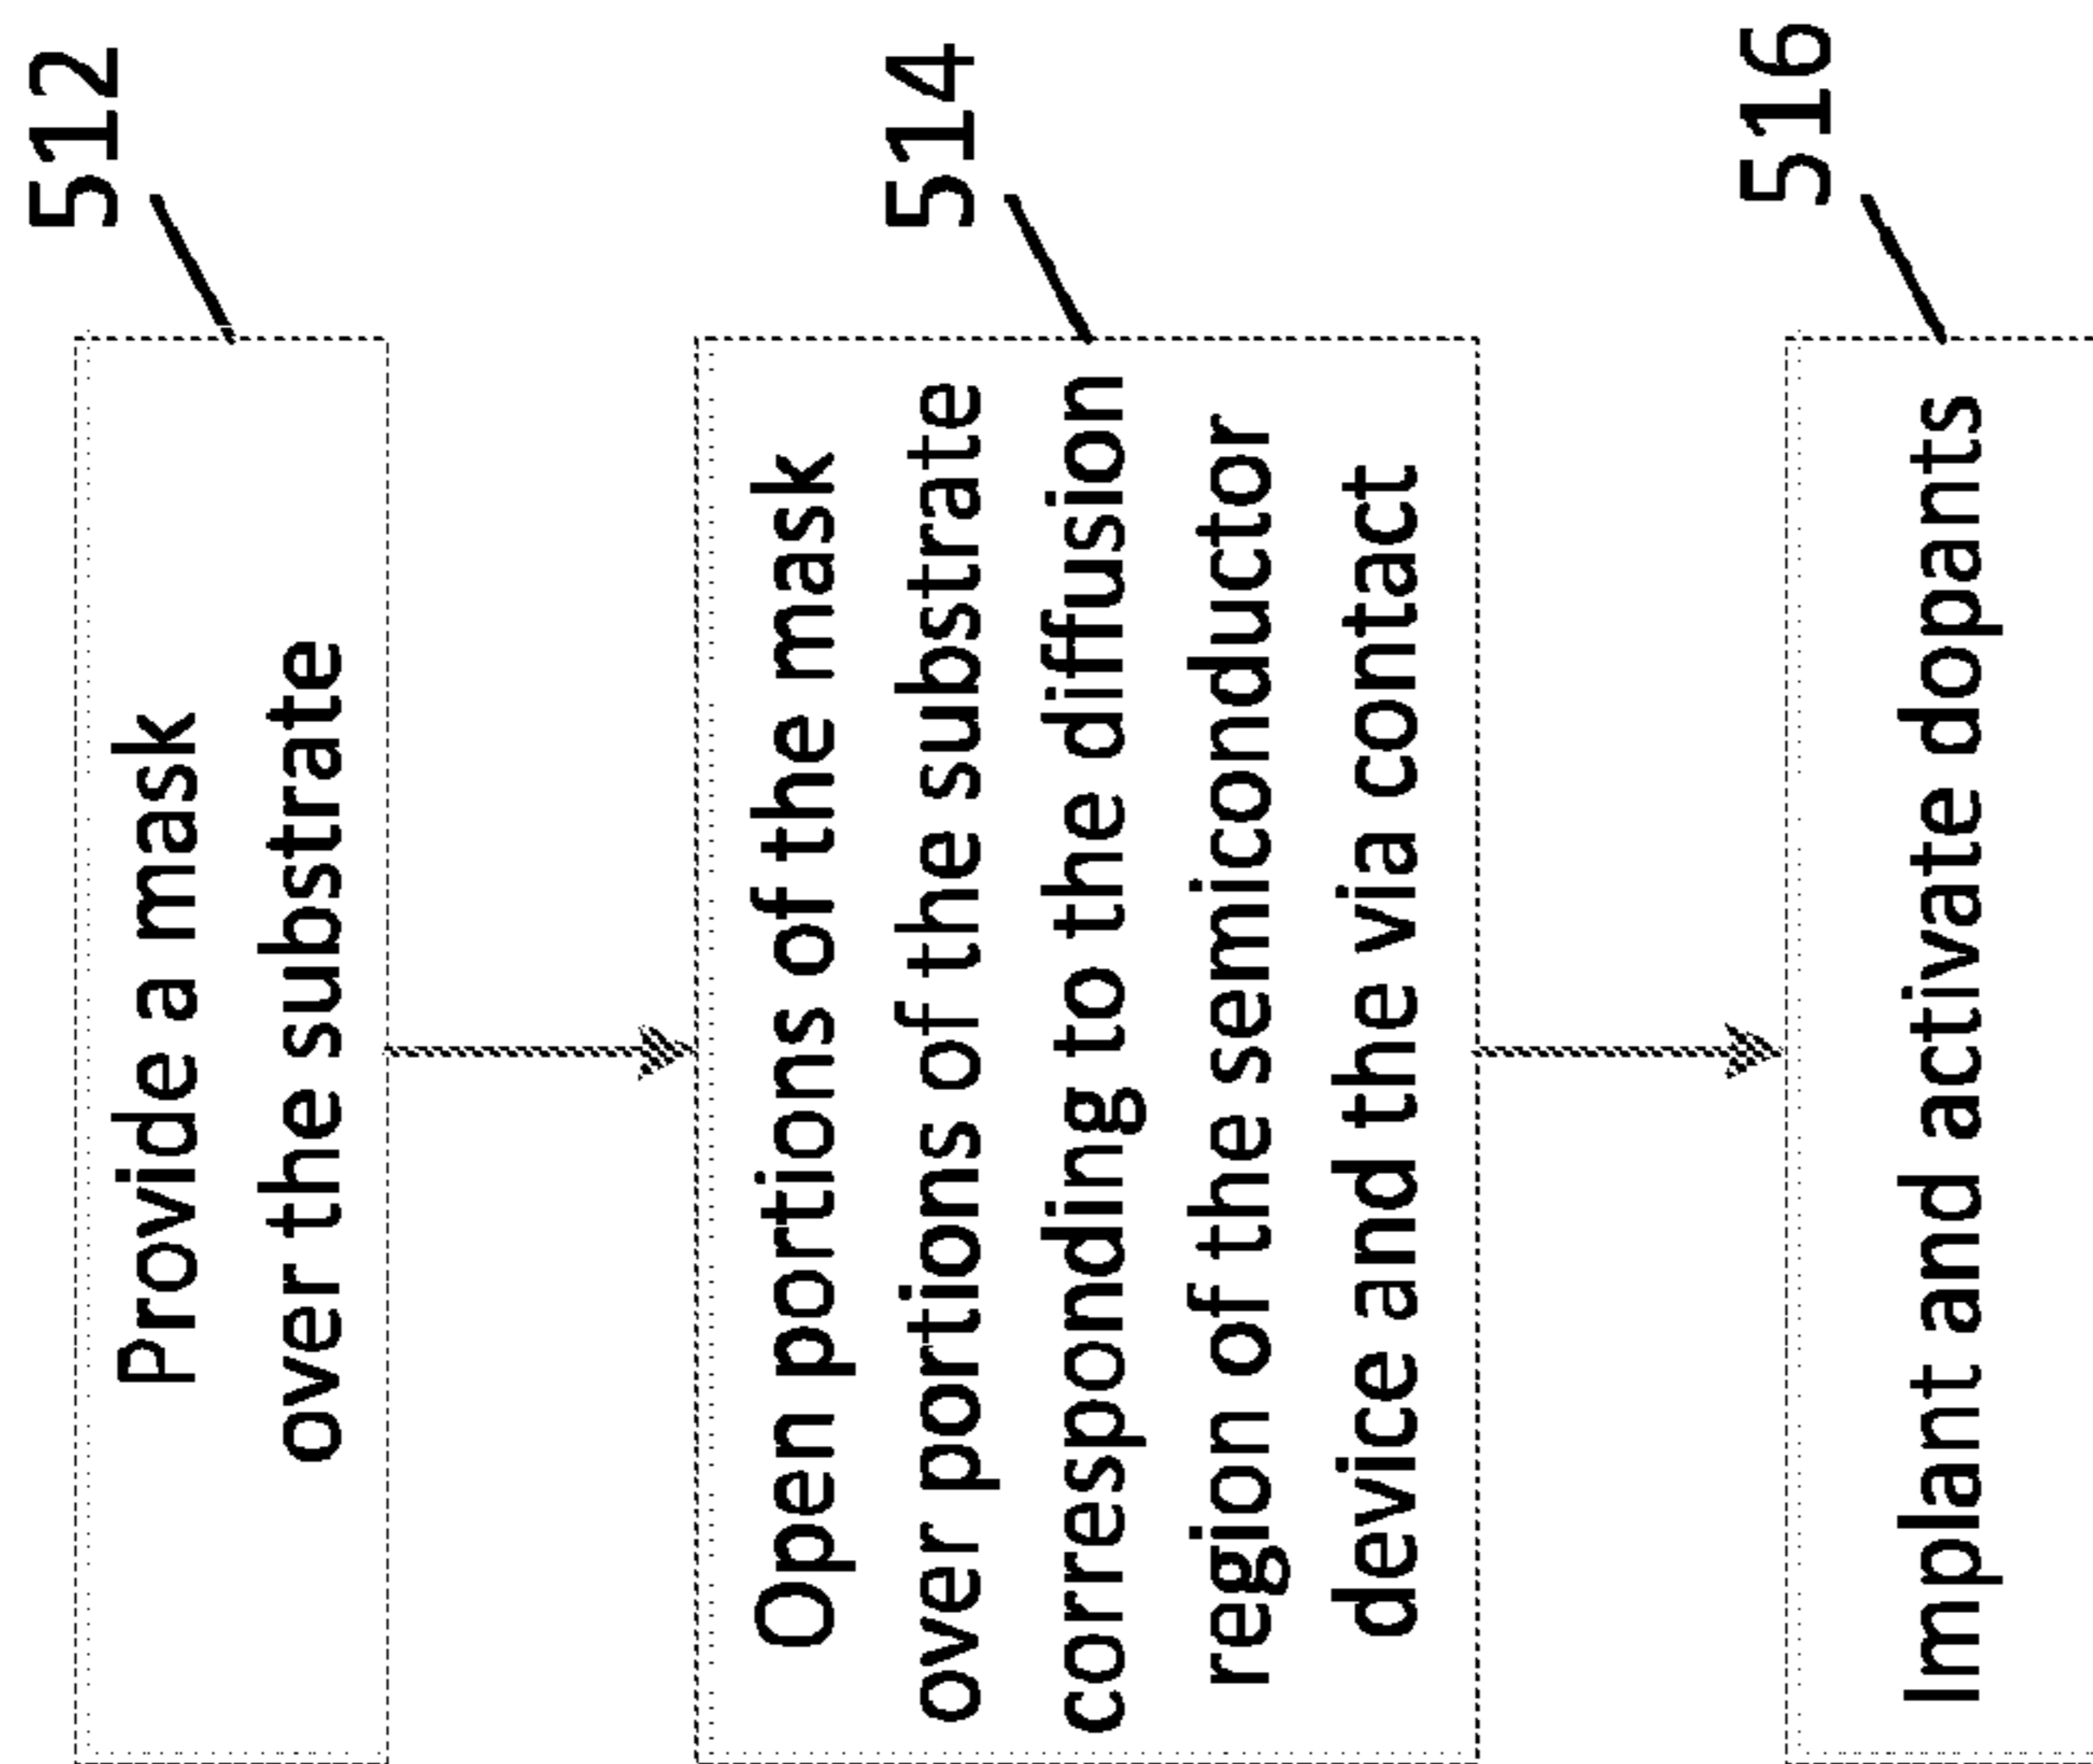 512
Provide a mask
over the substrate
514
Open portions of the mask
over portions of the substrate
corresponding to the diffusion
region of the semiconductor
device and the via contact
516
Implant and activate dopants